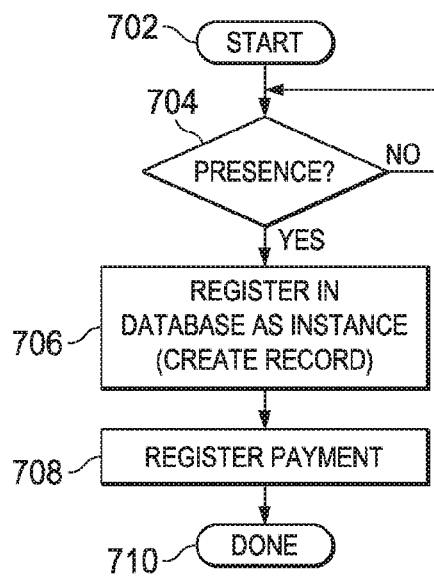 702
START
704
PRESENCE?
NO
YES
REGISTER IN
DATABASE AS INSTANCE
706
(CREATE RECORD)
REGISTER PAYMENT
708
DONE
710